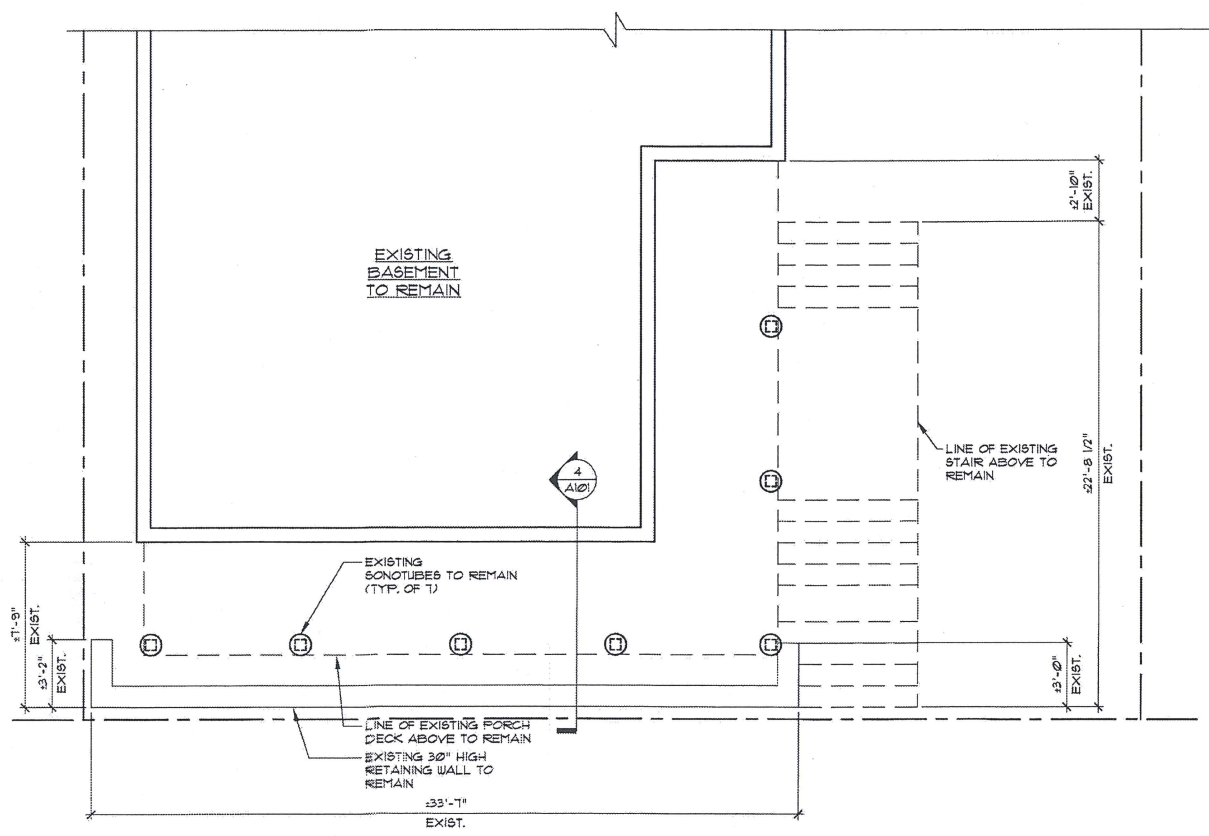 ±2'-10"
EXIST.
EXISTING
BASEMENT
TO REMAIN
LINE OF EXISTING
STAIR ABOVE TO
REMAIN
±22'-8 1/2"
EXIST.
4
A101
EXISTING
SONOTUBES TO REMAIN
(TYP. OF 7)
±7'-9"
EXIST.
±3'-2"
EXIST.
±3'-0"
EXIST.
LINE OF EXISTING PORCH
DECK ABOVE TO REMAIN
EXISTING 30" HIGH
RETAINING WALL TO
REMAIN
±33'-7"
EXIST.